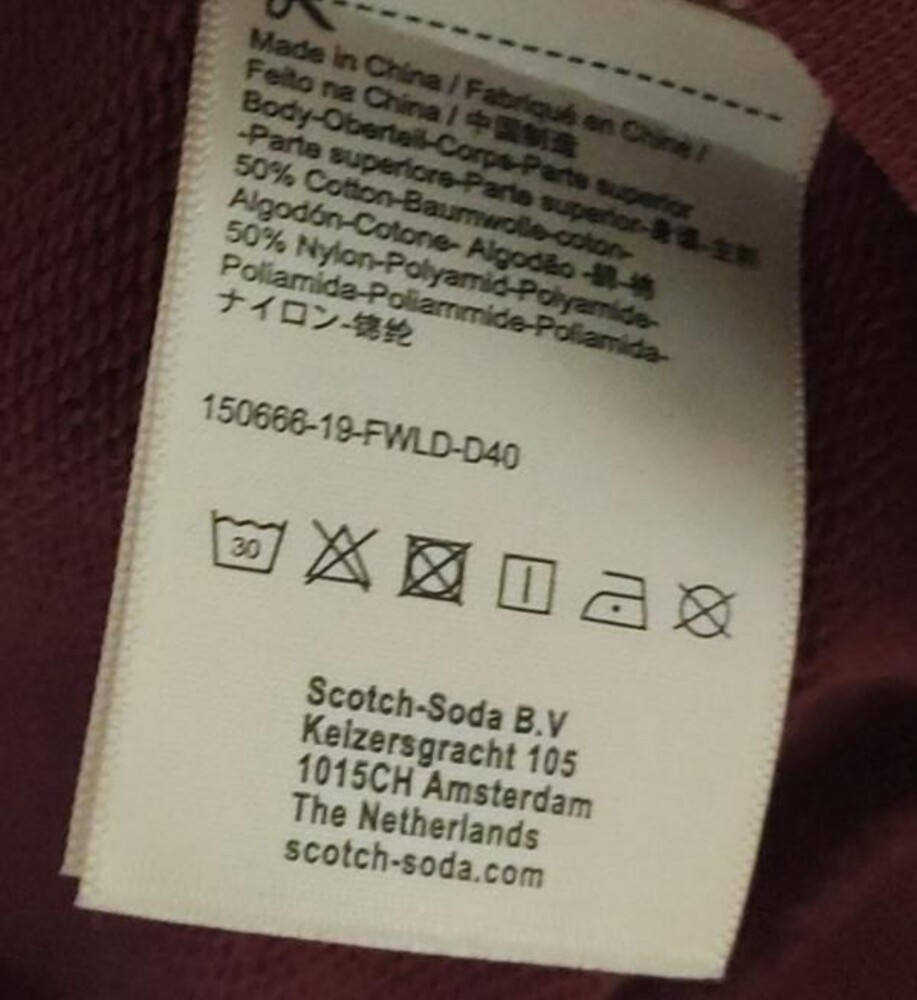 Made in China / Fabriqué en Chine /
Feito na China / 中国制造
Body-Oberteil-Corps-Parte superior
-Parte superiore-Parte superior-身頃-主料
50% Cotton-Baumwolle-coton-
Algodón-Cotone- Algodão -綿-棉
50% Nylon-Polyamid-Polyamide-
Poliamida-Poliammide-Poliamida-
ナイロン-锦纶
150666-19-FWLD-D40
30
Scotch-Soda B.V
Keizersgracht 105
1015CH Amsterdam
The Netherlands
scotch-soda.com